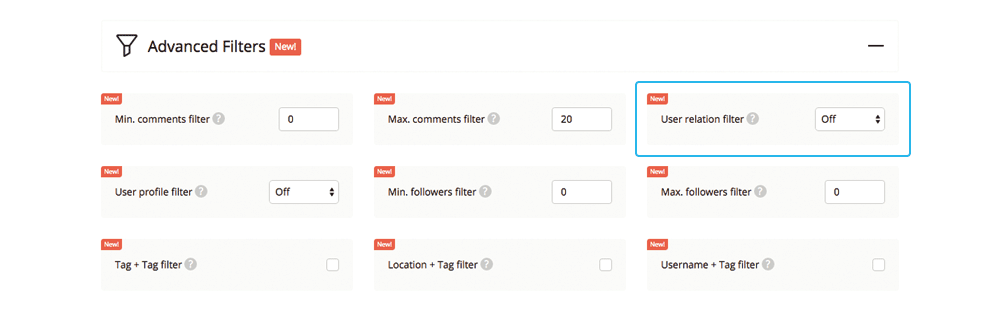 Advanced Filters New!
New! New! New!
Min. comments filter ? 0 Max. comments filter ? 20 User relation filter ? Off
New! New! New!
User profile filter ? Off Min. followers filter ? 0 Max. followers filter ? 0
New! New! New!
Tag + Tag filter ? Location + Tag filter ? Username + Tag filter ?